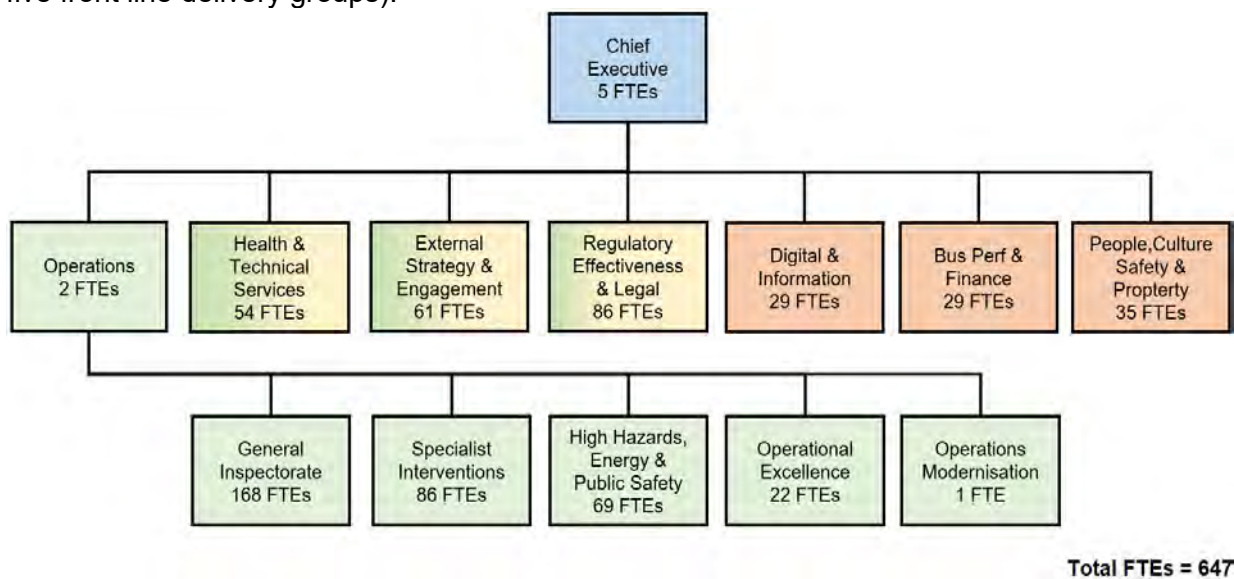 five front line delivery groups).
Chief
Executive
5 FTEs
Operations
2 FTEs
Health &
Technical
Services
54 FTEs
External
Strategy &
Engagement
61 FTEs
Regulatory
Effectiveness
& Legal
86 FTEs
Digital &
Information
29 FTEs
Bus Perf &
Finance
29 FTEs
People,Culture
Safety &
Propterty
35 FTEs
General
Inspectorate
168 FTEs
Specialist
Interventions
86 FTEs
High Hazards,
Energy &
Public Safety
69 FTEs
Operational
Excellence
22 FTEs
Operations
Modernisation
1 FTE
Total FTEs = 647